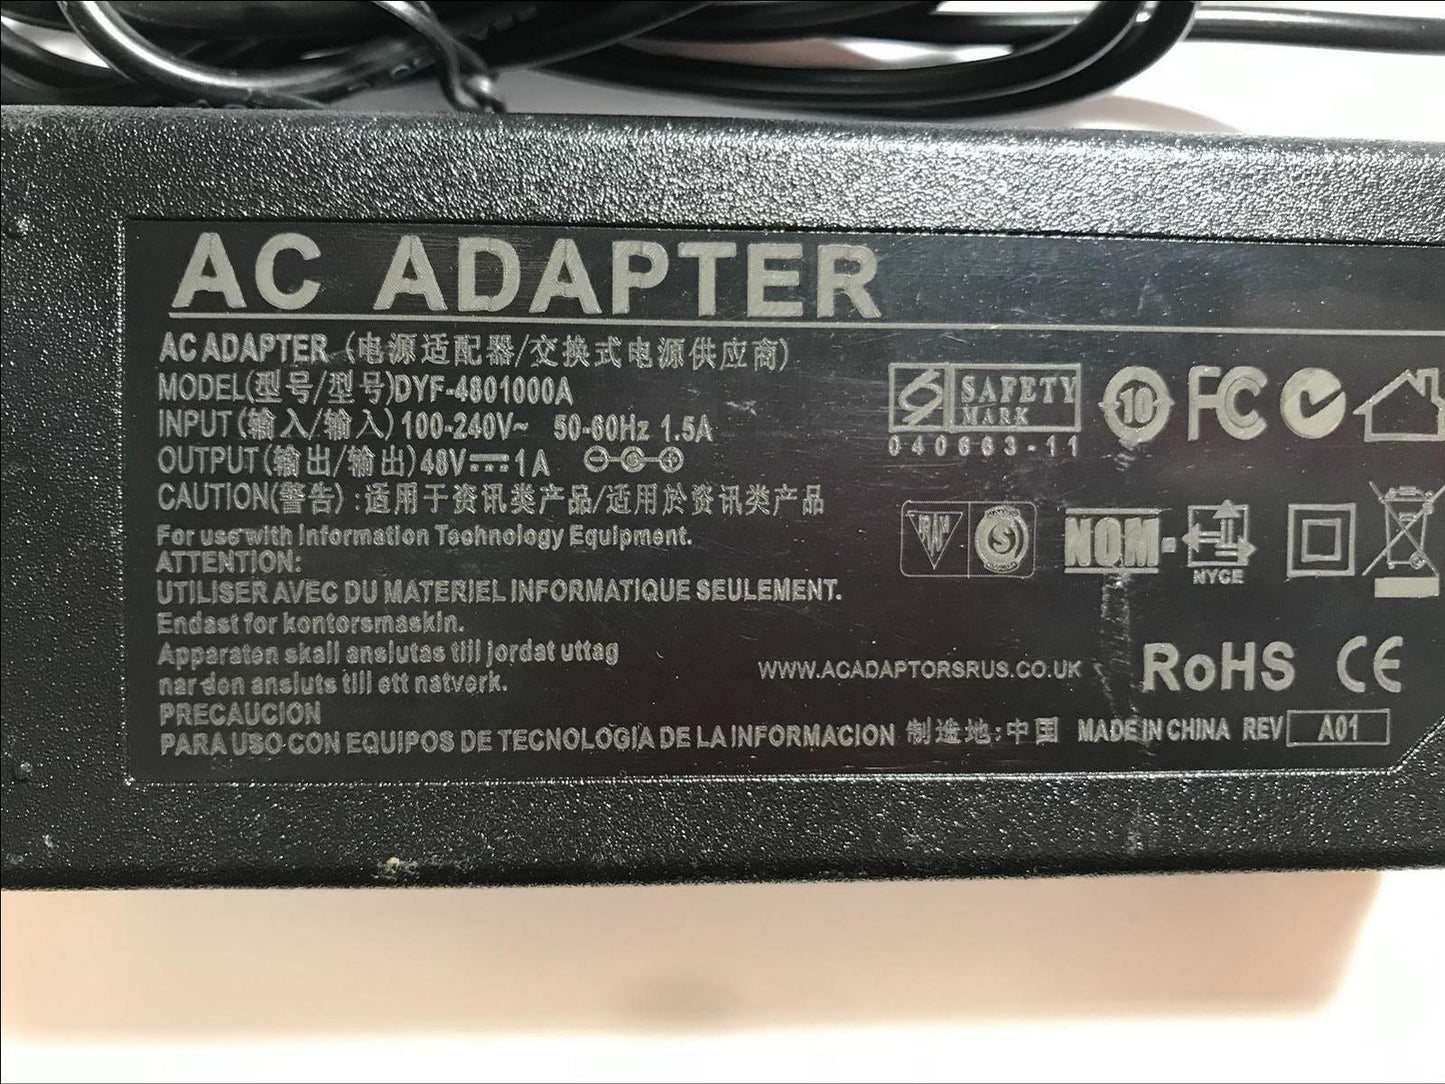 AC ADAPTER
AC ADAPTER (电源适配器/交换式电源供应商)
MODEL(型号/型号)DYF-4801000A
INPUT(输入/输入)100-240V~ 50-60Hz 1.5A
OUTPUT(输出/输出)48V⎓1A
CAUTION(警告):适用于资讯类产品/适用於资讯类产品
For use with Information Technology Equipment.
ATTENTION:
UTILISER AVEC DU MATERIEL INFORMATIQUE SEULEMENT.
Endast for kontorsmaskin.
Apparaten skall anslutas till jordat uttag
nar den ansluts till ett natverk.
PRECAUCION
PARA USO CON EQUIPOS DE TECNOLOGIA DE LA INFORMACION 制造地:中国 MADE IN CHINA REV A01
SAFETY
MARK
040663-11
10
FC
S
NOM-
NYCE
WWW.ACADAPTORSRUS.CO.UK
RoHS CE